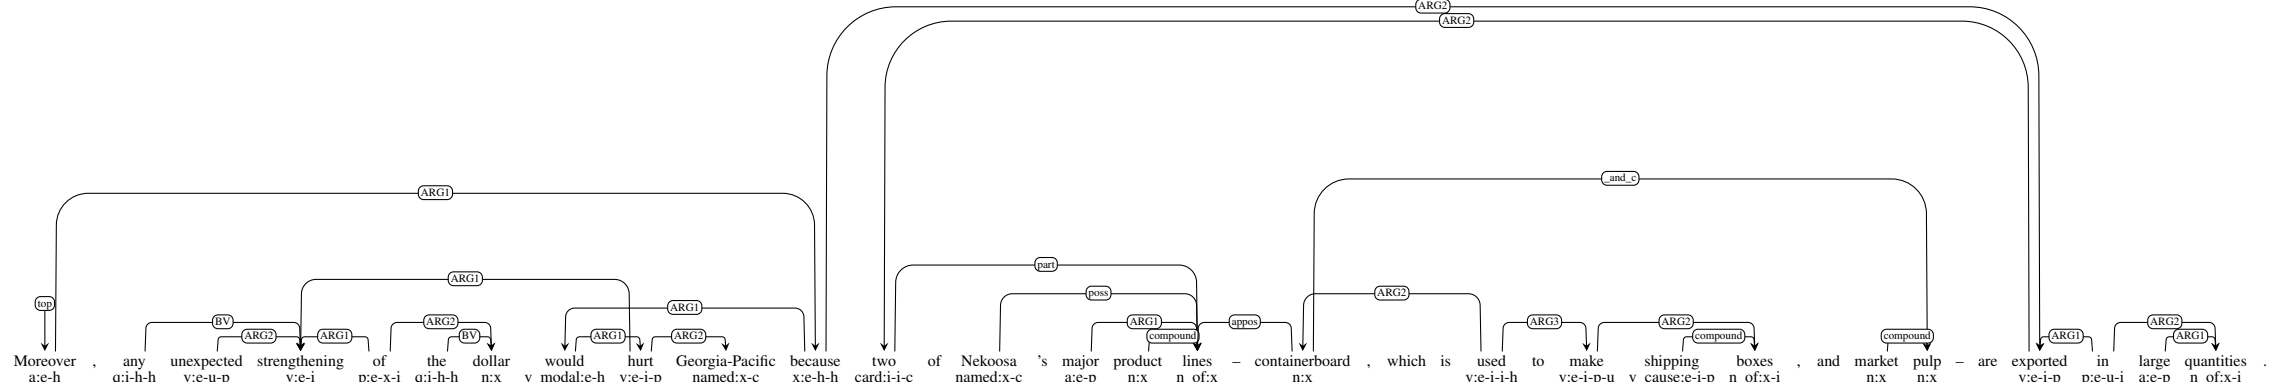 ARG2
ARG2
_and_c
ARG1
part
ARG1
poss
ARG2
top
ARG1
BV
ARG2
ARG1
appos
ARG3
ARG2
ARG2
ARG2
ARG1
BV
ARG1
ARG2
compound
compound
compound
ARG1
ARG1
Moreover , any unexpected strengthening of the dollar would hurt Georgia-Pacific because two of Nekoosa 's major product lines – containerboard , which is used to make shipping boxes , and market pulp – are exported in large quantities .
a:e-h q:i-h-h v:e-u-p v:e-i p:e-x-i q:i-h-h n:x v_modal:e-h v:e-i-p named:x-c x:e-h-h card:i-i-c named:x-c a:e-p n:x n_of:x n:x v:e-i-i-h v:e-i-p-u v_cause:e-i-p n_of:x-i n:x n:x v:e-i-p p:e-u-i a:e-p n_of:x-i